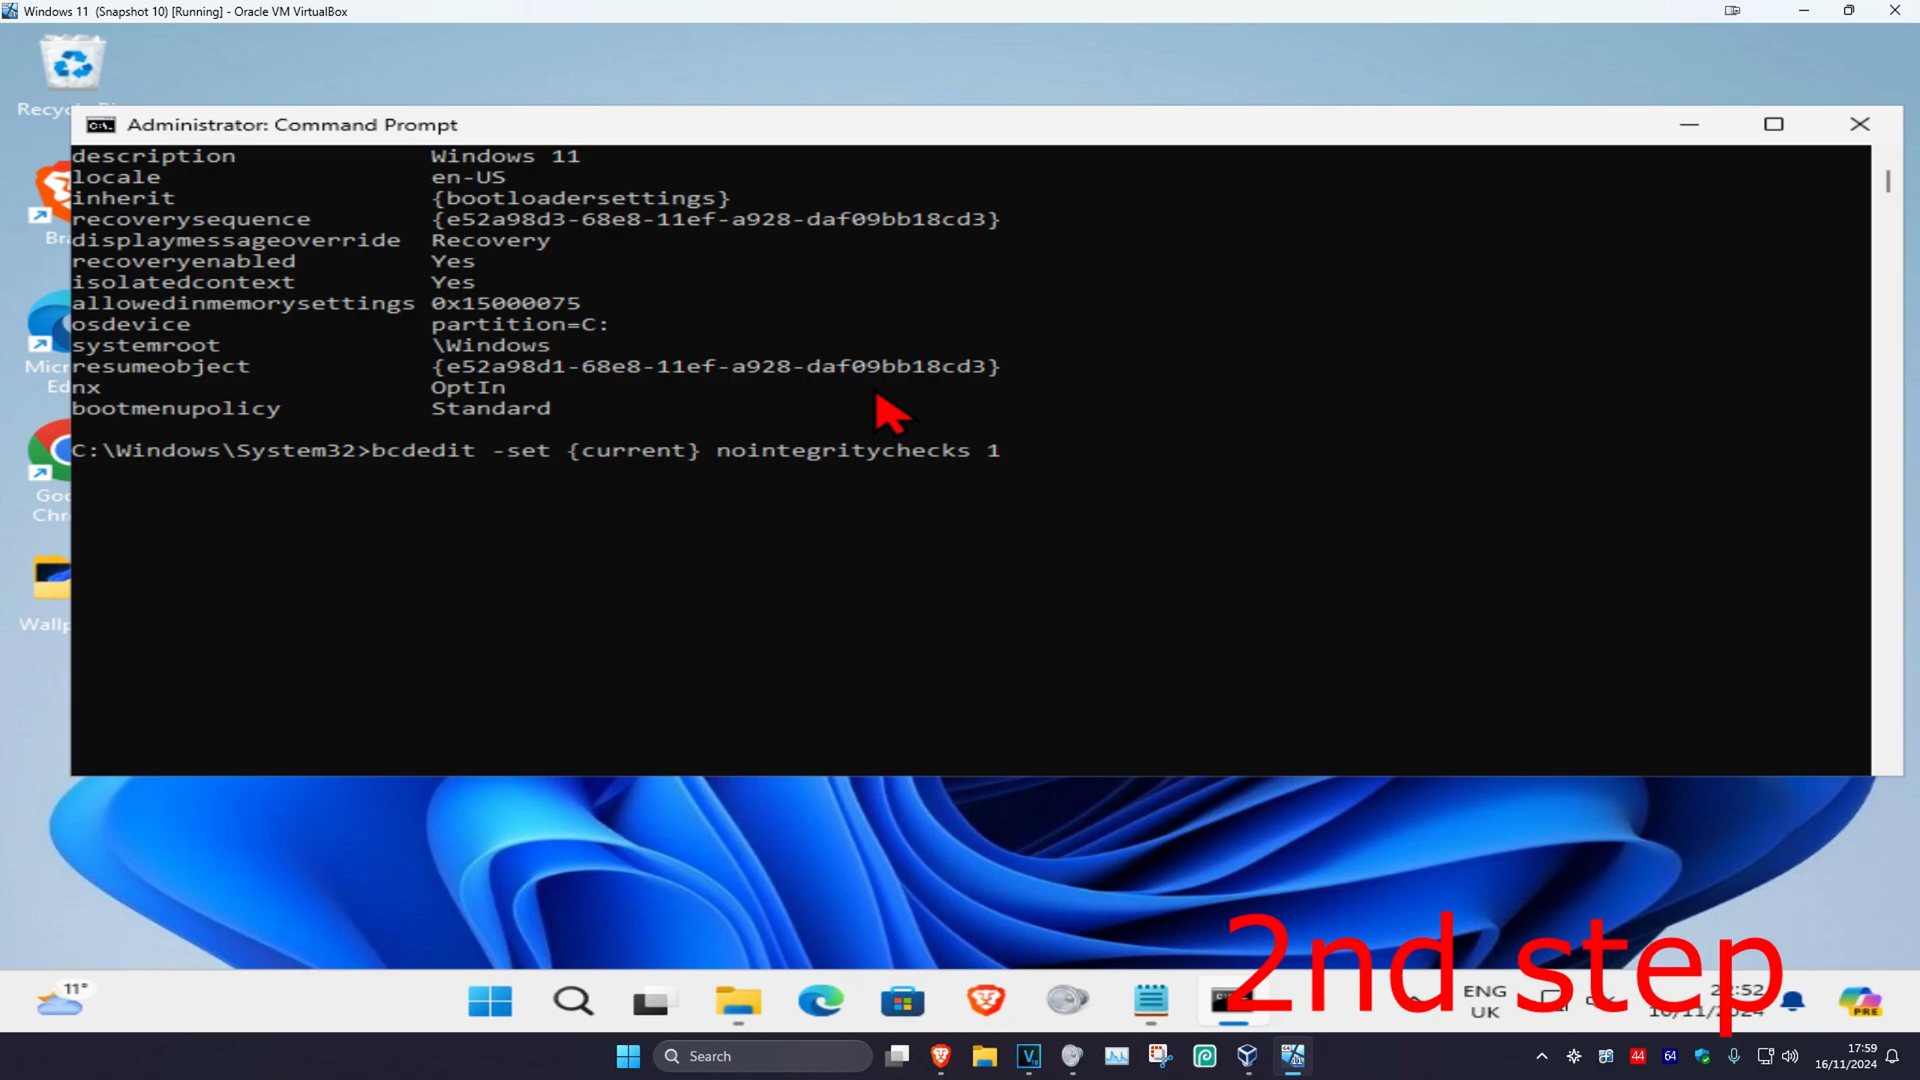 Windows 11 (Snapshot 10) [Running] - Oracle VM VirtualBox
Administrator: Command Prompt
description Windows 11
locale en-US
inherit {bootloadersettings}
recoverysequence {e52a98d3-68e8-11ef-a928-daf09bb18cd3}
displaymessageoverride Recovery
recoveryenabled Yes
isolatedcontext Yes
allowedinmemorysettings 0x15000075
osdevice partition=C:
systemroot \Windows
resumeobject {e52a98d1-68e8-11ef-a928-daf09bb18cd3}
nx OptIn
bootmenupolicy Standard
C:\Windows\System32>bcdedit -set {current} nointegritychecks 1
2nd step
11°
ENG
UK
PRE
Search
44
64
17:59
16/11/2024